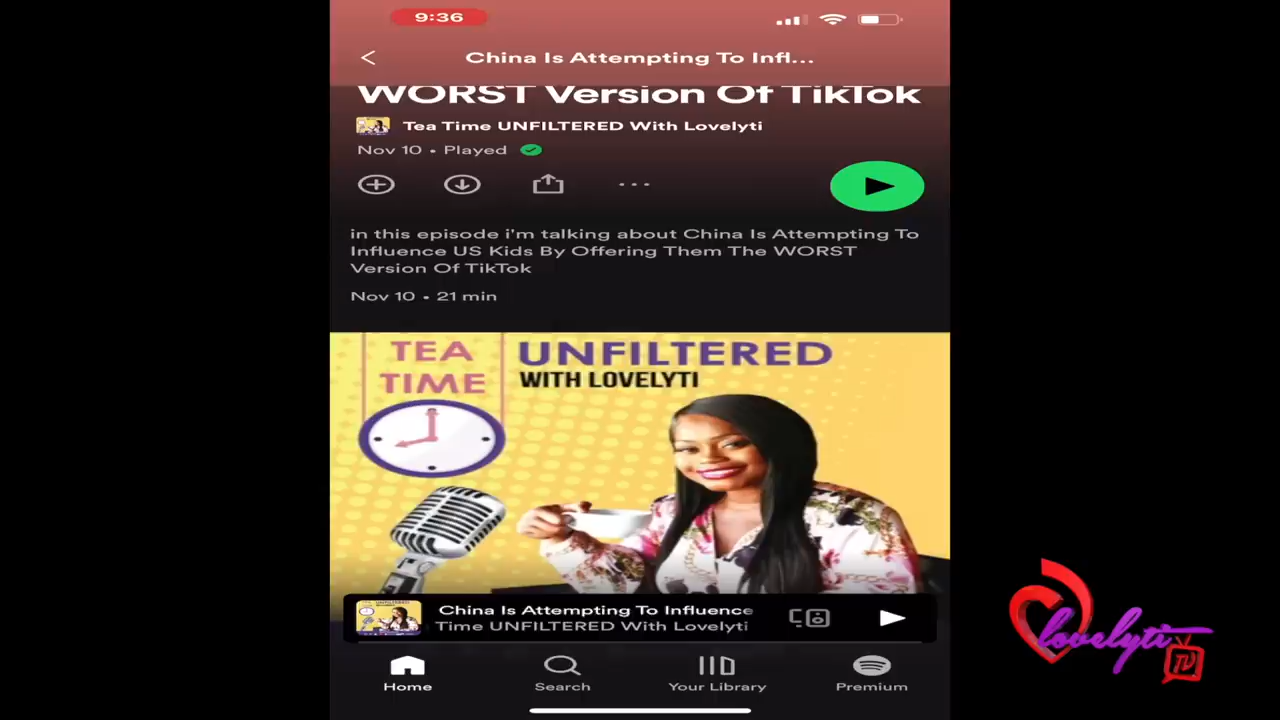 9:36
China Is Attempting To Infl...
WORST Version Of TikTok
Tea Time UNFILTERED With Lovelyti
Nov 10 • Played
in this episode i'm talking about China Is Attempting To
Influence US Kids By Offering Them The WORST
Version Of TikTok
Nov 10 • 21 min
TEA
TIME
UNFILTERED
WITH LOVELYTI
China Is Attempting To Influence
Time UNFILTERED With Lovelyti
Home
Search
Your Library
Premium
lovelyti
TV